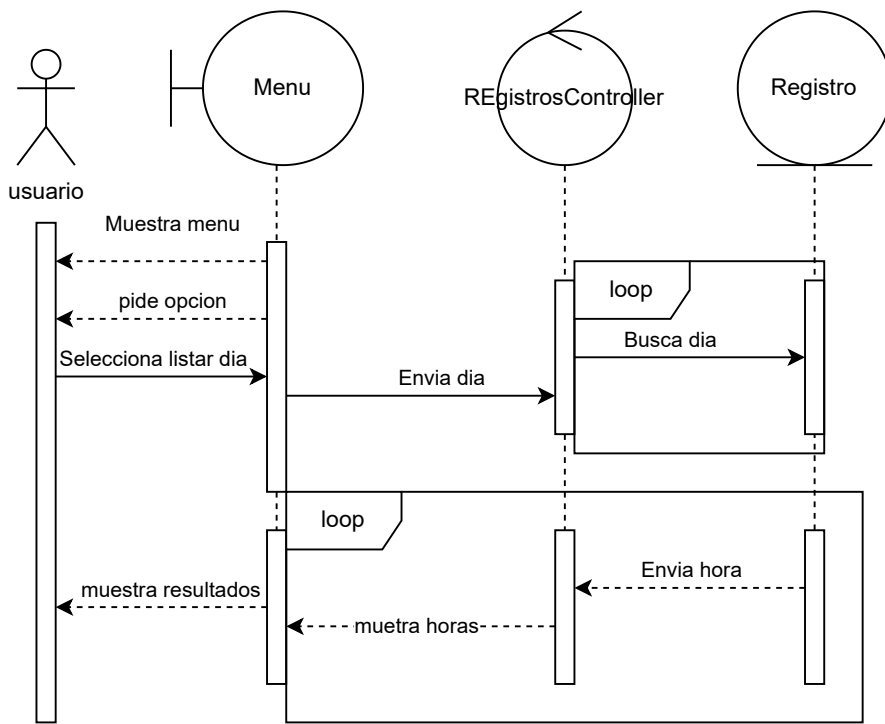 Menu
REgistrosController
Registro
usuario
Muestra menu
loop
pide opcion
Busca dia
Selecciona listar dia
Envia dia
loop
Envia hora
muestra resultados
muetra horas